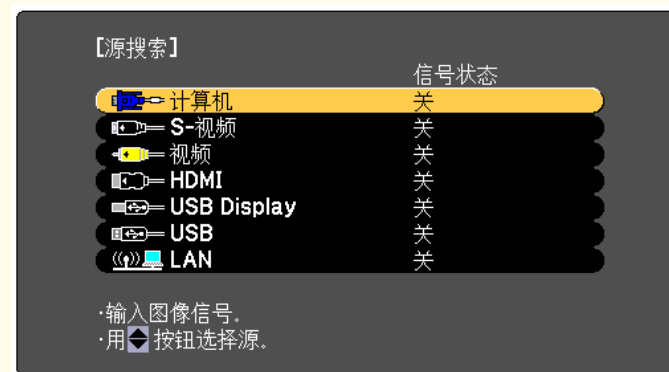 [源搜索]
信号状态
计算机 关
S-视频 关
视频 关
HDMI 关
USB Display 关
USB 关
LAN 关
·输入图像信号。
·用 按钮选择源。